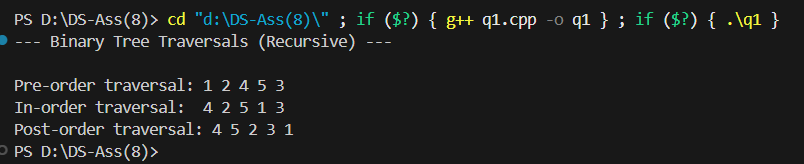 PS D:\DS-Ass(8)> cd "d:\DS-Ass(8)\" ; if ($?) { g++ q1.cpp -o q1 } ; if ($?) { .\q1 }
--- Binary Tree Traversals (Recursive) ---
Pre-order traversal: 1 2 4 5 3
In-order traversal:  4 2 5 1 3
Post-order traversal: 4 5 2 3 1
PS D:\DS-Ass(8)>